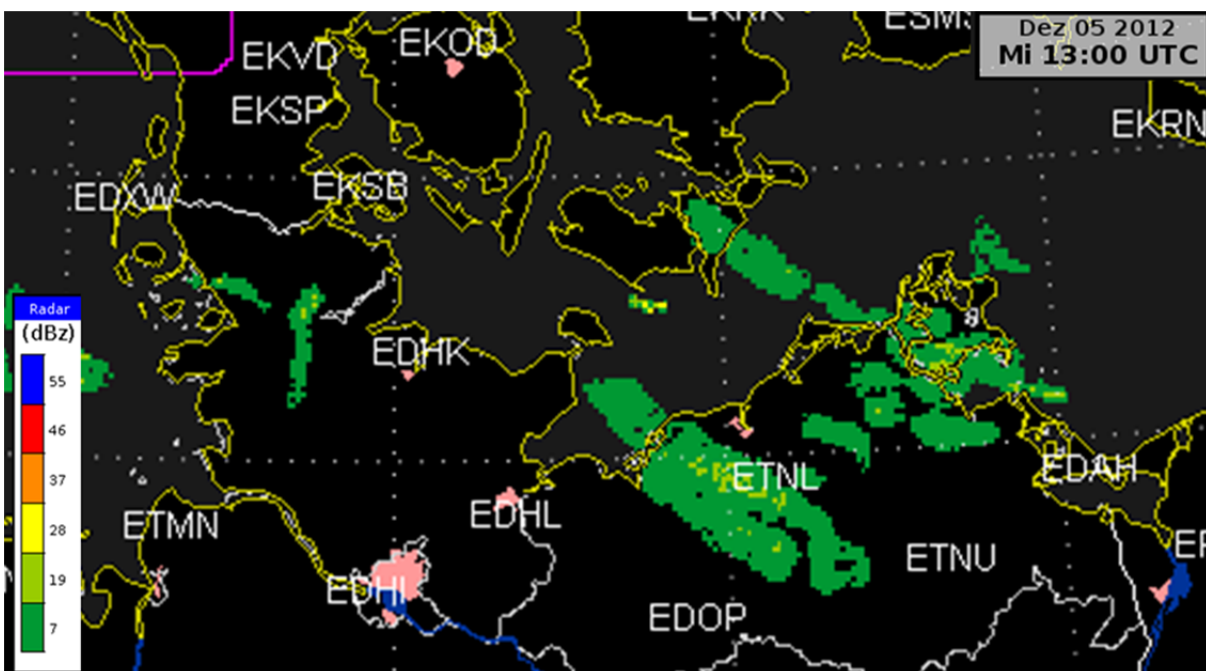 ESMS
Dez 05 2012
Mi 13:00 UTC
EKVD
EKOD
EKSP
EKRN
EDXW
EKSB
Radar
(dBz)
55
46
37
28
19
7
EDHK
ETNL
EDAH
EDHL
ETMN
ETNU
EDHI
EDOP